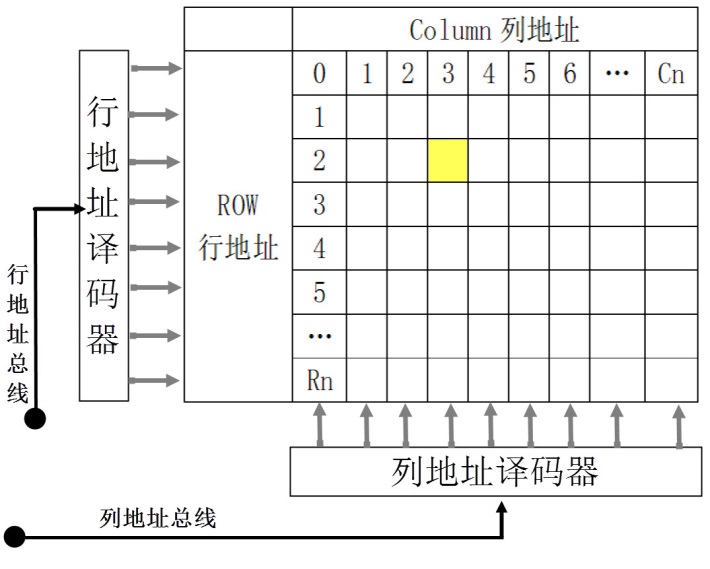 Column 列地址
0 1 2 3 4 5 6 … Cn
1
2
3
4
5
…
Rn
ROW
行地址
行地址译码器
行地址总线
列地址译码器
列地址总线